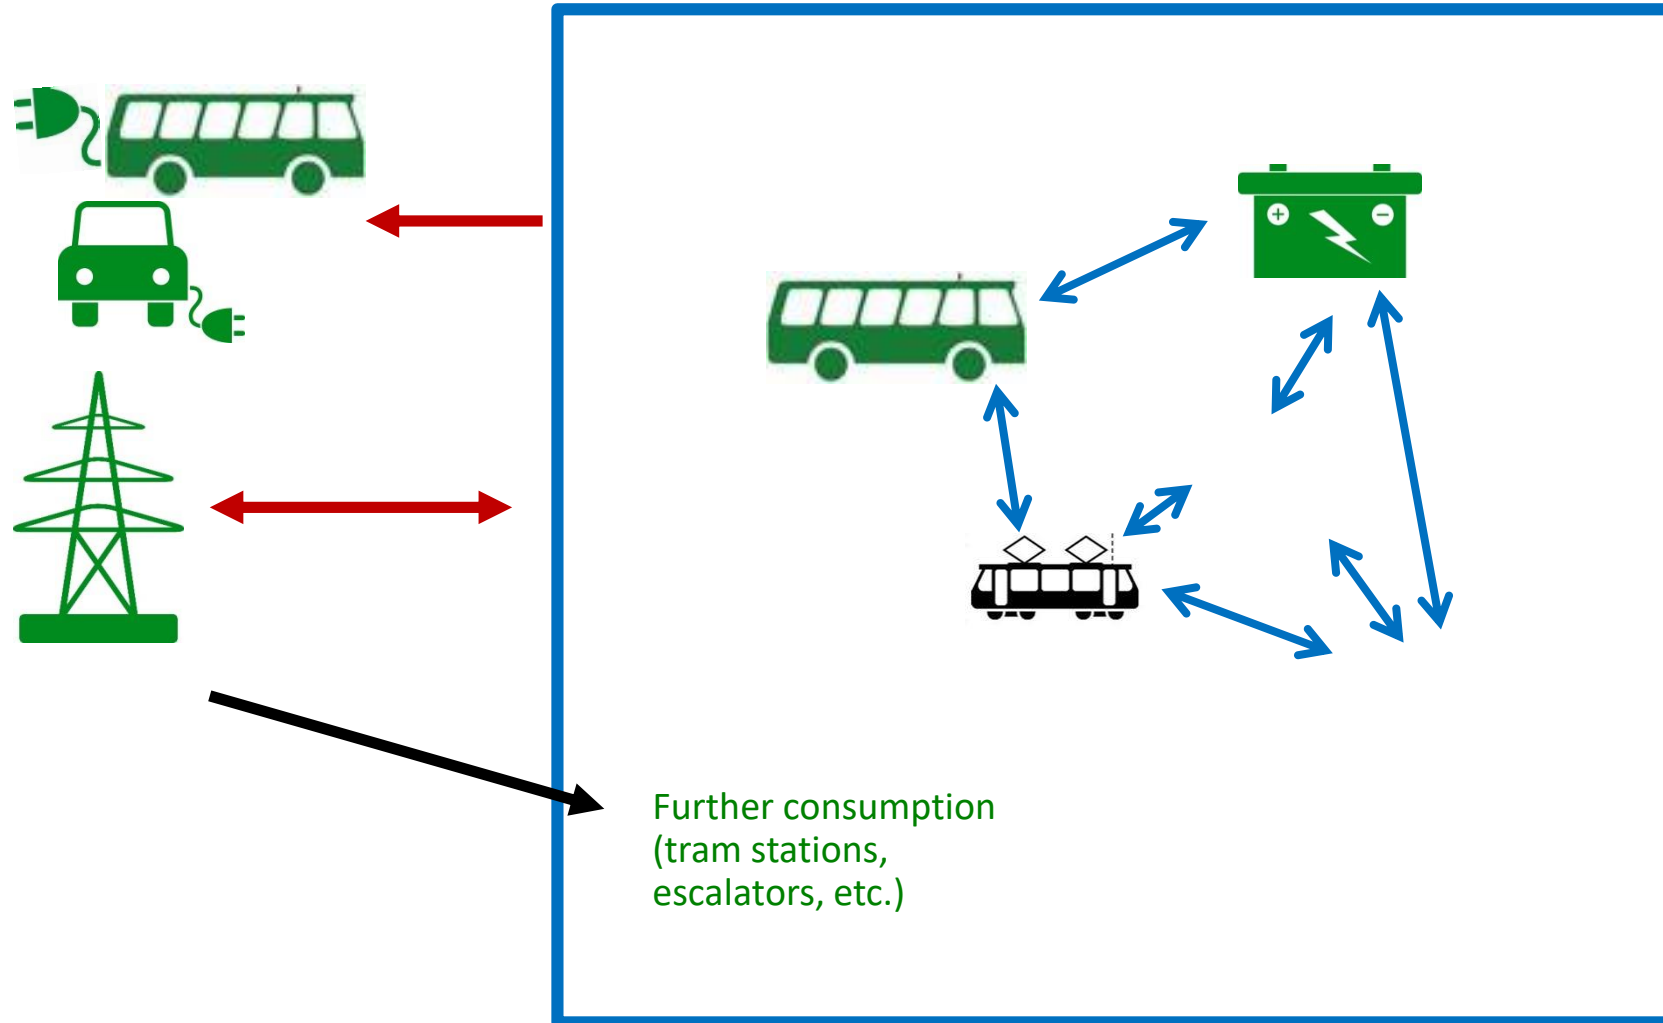 Further consumption
(tram stations,
escalators, etc.)